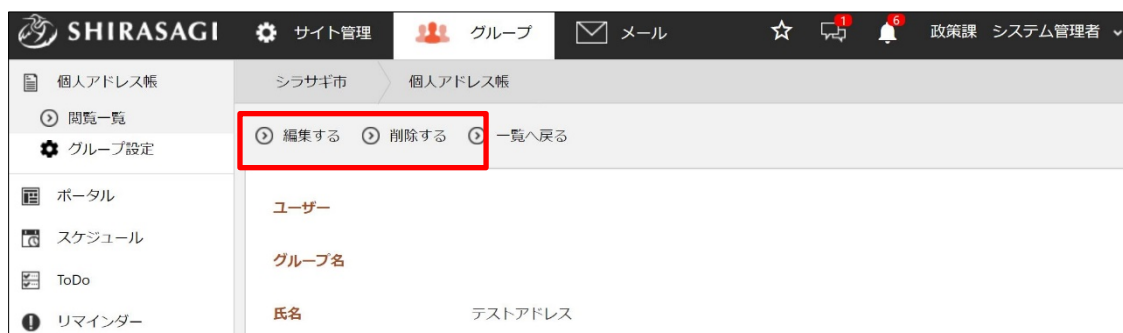 SHIRASAGI サイト管理 グループ メール 1 6 政策課 システム管理者
個人アドレス帳 シラサギ市 個人アドレス帳
閲覧一覧
編集する 削除する 一覧へ戻る
グループ設定
ポータル
ユーザー
スケジュール
グループ名
ToDo
氏名 テストアドレス
リマインダー